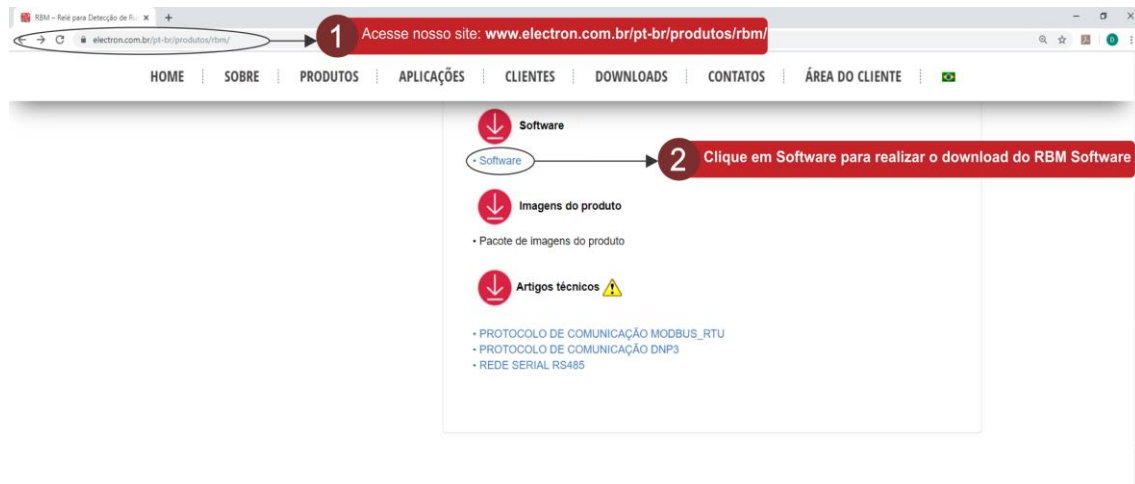 RBM – Relé para Detecção de Ru
1 Acesse nosso site: www.electron.com.br/pt-br/produtos/rbm/
electron.com.br/pt-br/produtos/rbm/
D
HOME SOBRE PRODUTOS APLICAÇÕES CLIENTES DOWNLOADS CONTATOS ÁREA DO CLIENTE
Software
• Software
2 Clique em Software para realizar o download do RBM Software
Imagens do produto
• Pacote de imagens do produto
Artigos técnicos
• PROTOCOLO DE COMUNICAÇÃO MODBUS_RTU
• PROTOCOLO DE COMUNICAÇÃO DNP3
• REDE SERIAL RS485